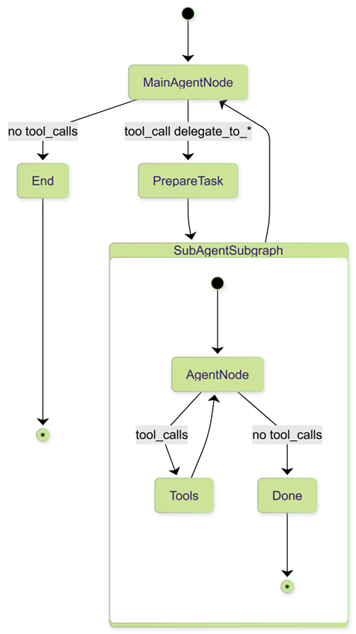 MainAgentNode
no tool_calls
tool_call delegate_to_*
End
PrepareTask
SubAgentSubgraph
AgentNode
tool_calls
no tool_calls
Tools
Done